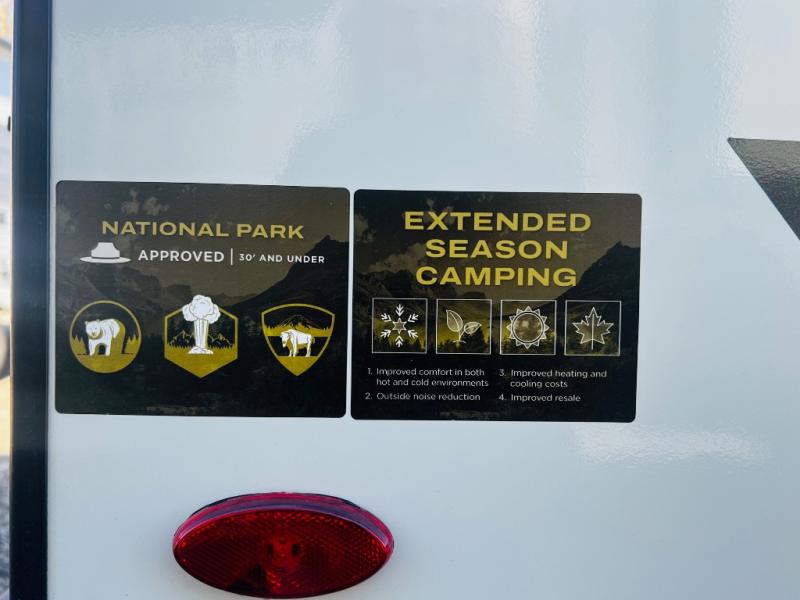 NATIONAL PARK
APPROVED | 30' AND UNDER
EXTENDED
SEASON
CAMPING
1. Improved comfort in both
hot and cold environments
2. Outside noise reduction
3. Improved heating and
cooling costs
4. Improved resale